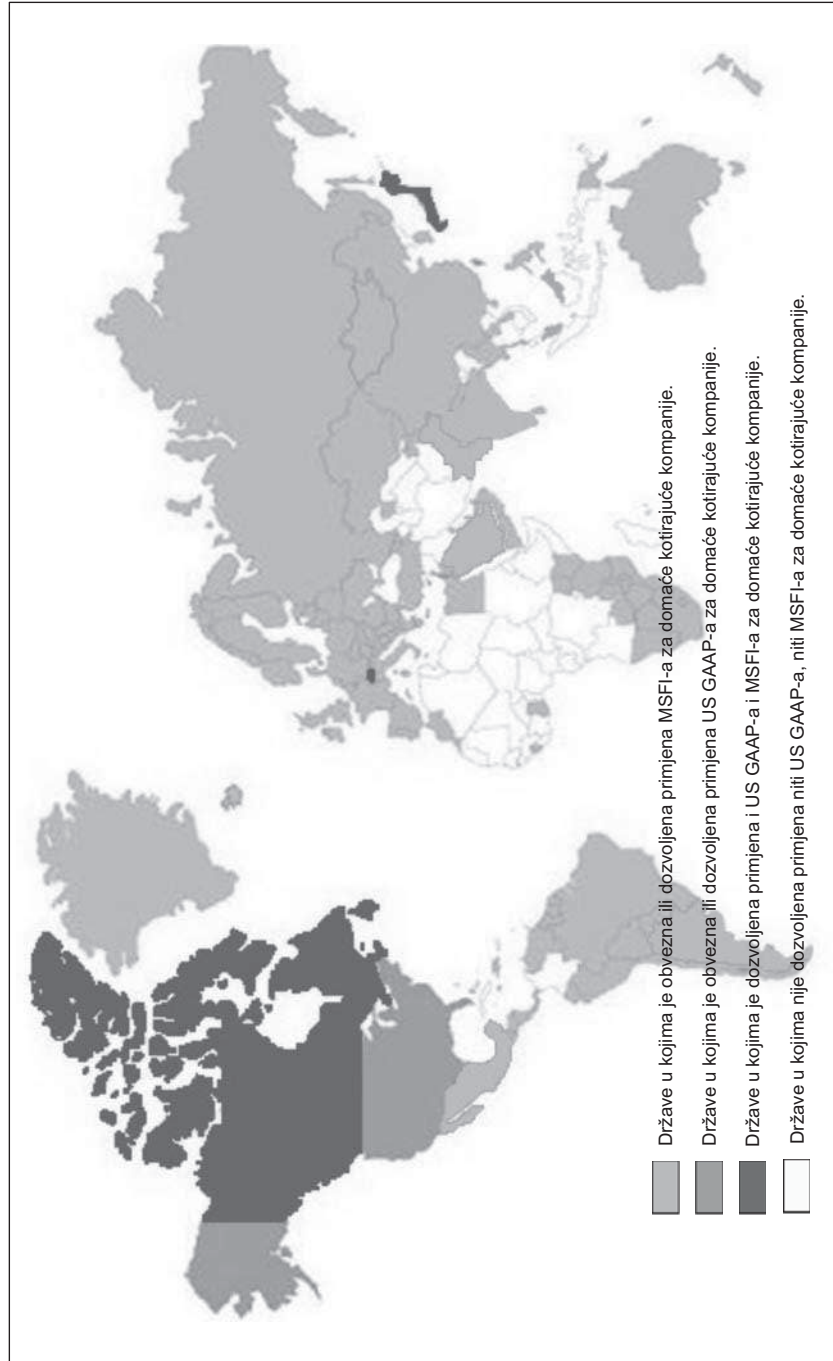 Države u kojima je obvezna ili dozvoljena primjena MSFI-a za domaće kotirajuće kompanije.
Države u kojima je obvezna ili dozvoljena primjena US GAAP-a za domaće kotirajuće kompanije.
Države u kojima je dozvoljena primjena i US GAAP-a i MSFI-a za domaće kotirajuće kompanije.
Države u kojima nije dozvoljena primjena niti US GAAP-a, niti MSFI-a za domaće kotirajuće kompanije.